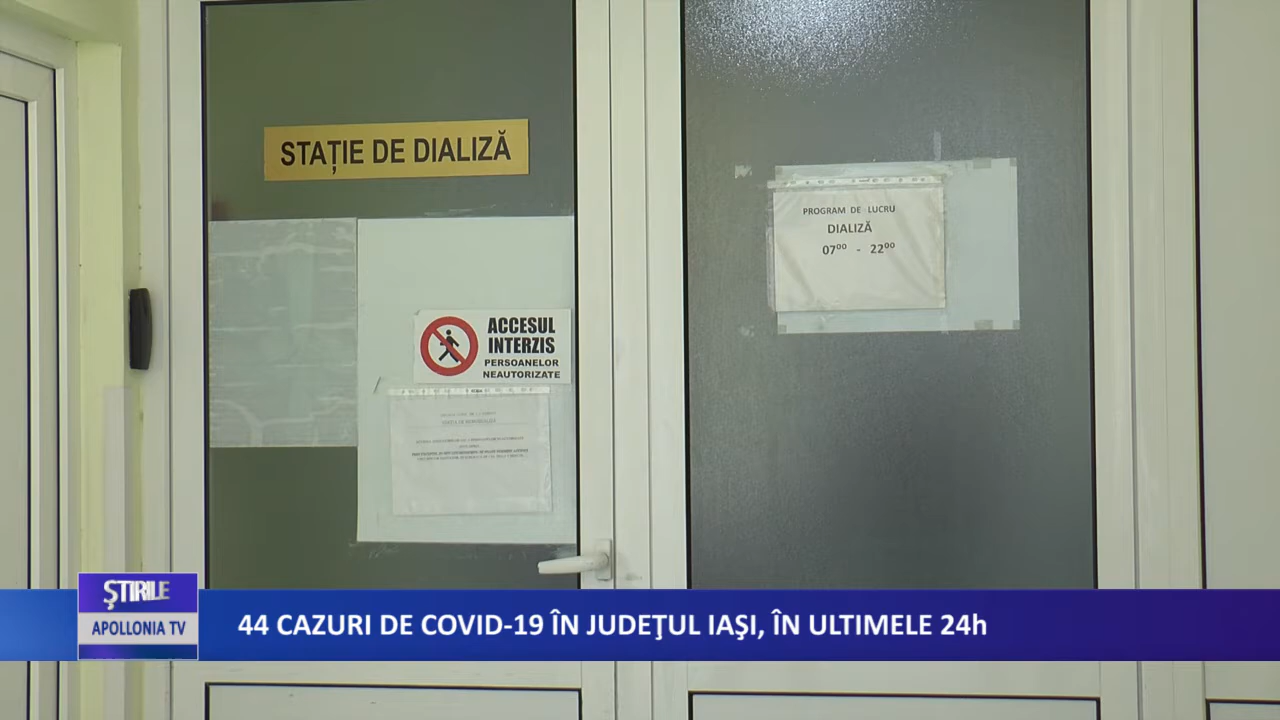 STAȚIE DE DIALIZĂ
PROGRAM DE LUCRU
DIALIZĂ
07⁰⁰ - 22⁰⁰
ACCESUL
INTERZIS
PERSOANELOR
NEAUTORIZATE
ŞTIRILE
APOLLONIA TV
44 CAZURI DE COVID-19 ÎN JUDEŢUL IAŞI, ÎN ULTIMELE 24h